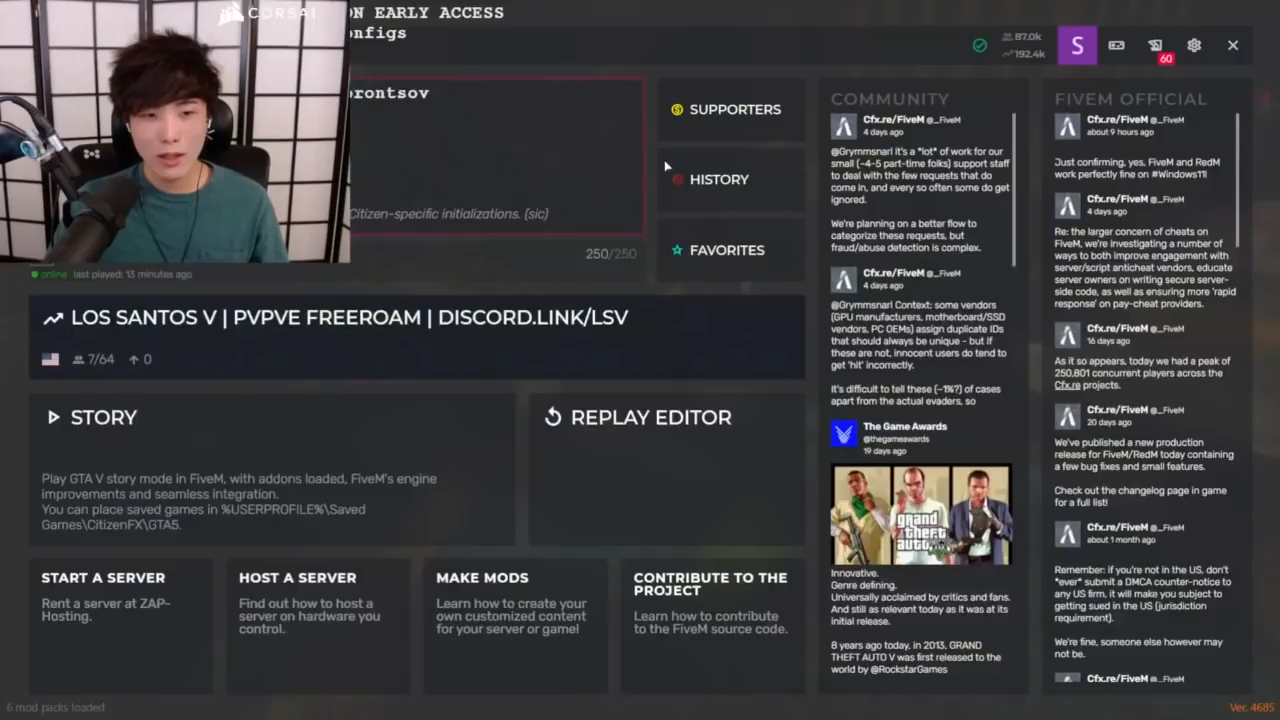 CORSAI
ON EARLY ACCESS
onfigs
87.0k
192.4k
S
60
orontsov
Citizen-specific initializations. (sic)
250/250
online last played: 13 minutes ago
SUPPORTERS
HISTORY
FAVORITES
LOS SANTOS V | PVPVE FREEROAM | DISCORD.LINK/LSV
7/64 0
STORY
Play GTA V story mode in FiveM, with addons loaded, FiveM's engine
improvements and seamless integration.
You can place saved games in %USERPROFILE%\Saved
Games\CitizenFX\GTA5.
REPLAY EDITOR
START A SERVER
Rent a server at ZAP-
Hosting.
HOST A SERVER
Find out how to host a
server on hardware you
control.
MAKE MODS
Learn how to create your
own customized content
for your server or game!
CONTRIBUTE TO THE
PROJECT
Learn how to contribute
to the FiveM source code.
COMMUNITY
Cfx.re/FiveM @_FiveM
4 days ago
@Grymmsnarl it's a *lot* of work for our
small (~4-5 part-time folks) support staff
to deal with the few requests that do
come in, and every so often some do get
ignored.
We're planning on a better flow to
categorize these requests, but
fraud/abuse detection is complex.
Cfx.re/FiveM @_FiveM
4 days ago
@Grymmsnarl Context: some vendors
(GPU manufacturers, motherboard/SSD
vendors, PC OEMs) assign duplicate IDs
that should always be unique - but if
these are not, innocent users do tend to
get 'hit' incorrectly.
It's difficult to tell these (~1%?) of cases
apart from the actual evaders, so
The Game Awards
@thegameawards
19 days ago
grand
theft
auto
Innovative.
Genre defining.
Universally acclaimed by critics and fans.
And still as relevant today as it was at its
initial release.
8 years ago today, in 2013, GRAND
THEFT AUTO V was first released to the
world by @RockstarGames
FIVEM OFFICIAL
Cfx.re/FiveM @_FiveM
about 9 hours ago
Just confirming, yes, FiveM and RedM
work perfectly fine on #Windows11!
Cfx.re/FiveM @_FiveM
4 days ago
Re: the larger concern of cheats on
FiveM, we're investigating a number of
ways to both improve engagement with
server/script anticheat vendors, educate
server owners on writing secure server-
side code, as well as ensuring more 'rapid
response' on pay-cheat providers.
Cfx.re/FiveM @_FiveM
16 days ago
As it so appears, today we had a peak of
250,801 concurrent players across the
Cfx.re projects.
Cfx.re/FiveM @_FiveM
20 days ago
We've published a new production
release for FiveM/RedM today containing
a few bug fixes and small features.
Check out the changelog page in game
for a full list!
Cfx.re/FiveM @_FiveM
about 1 month ago
Remember: if you're not in the US, don't
*ever* submit a DMCA counter-notice to
any US firm, it will make you subject to
getting sued in the US (jurisdiction
requirement).
We're fine, someone else however may
not be.
Cfx.re/FiveM @_FiveM
6 mod packs loaded
Ver. 4685